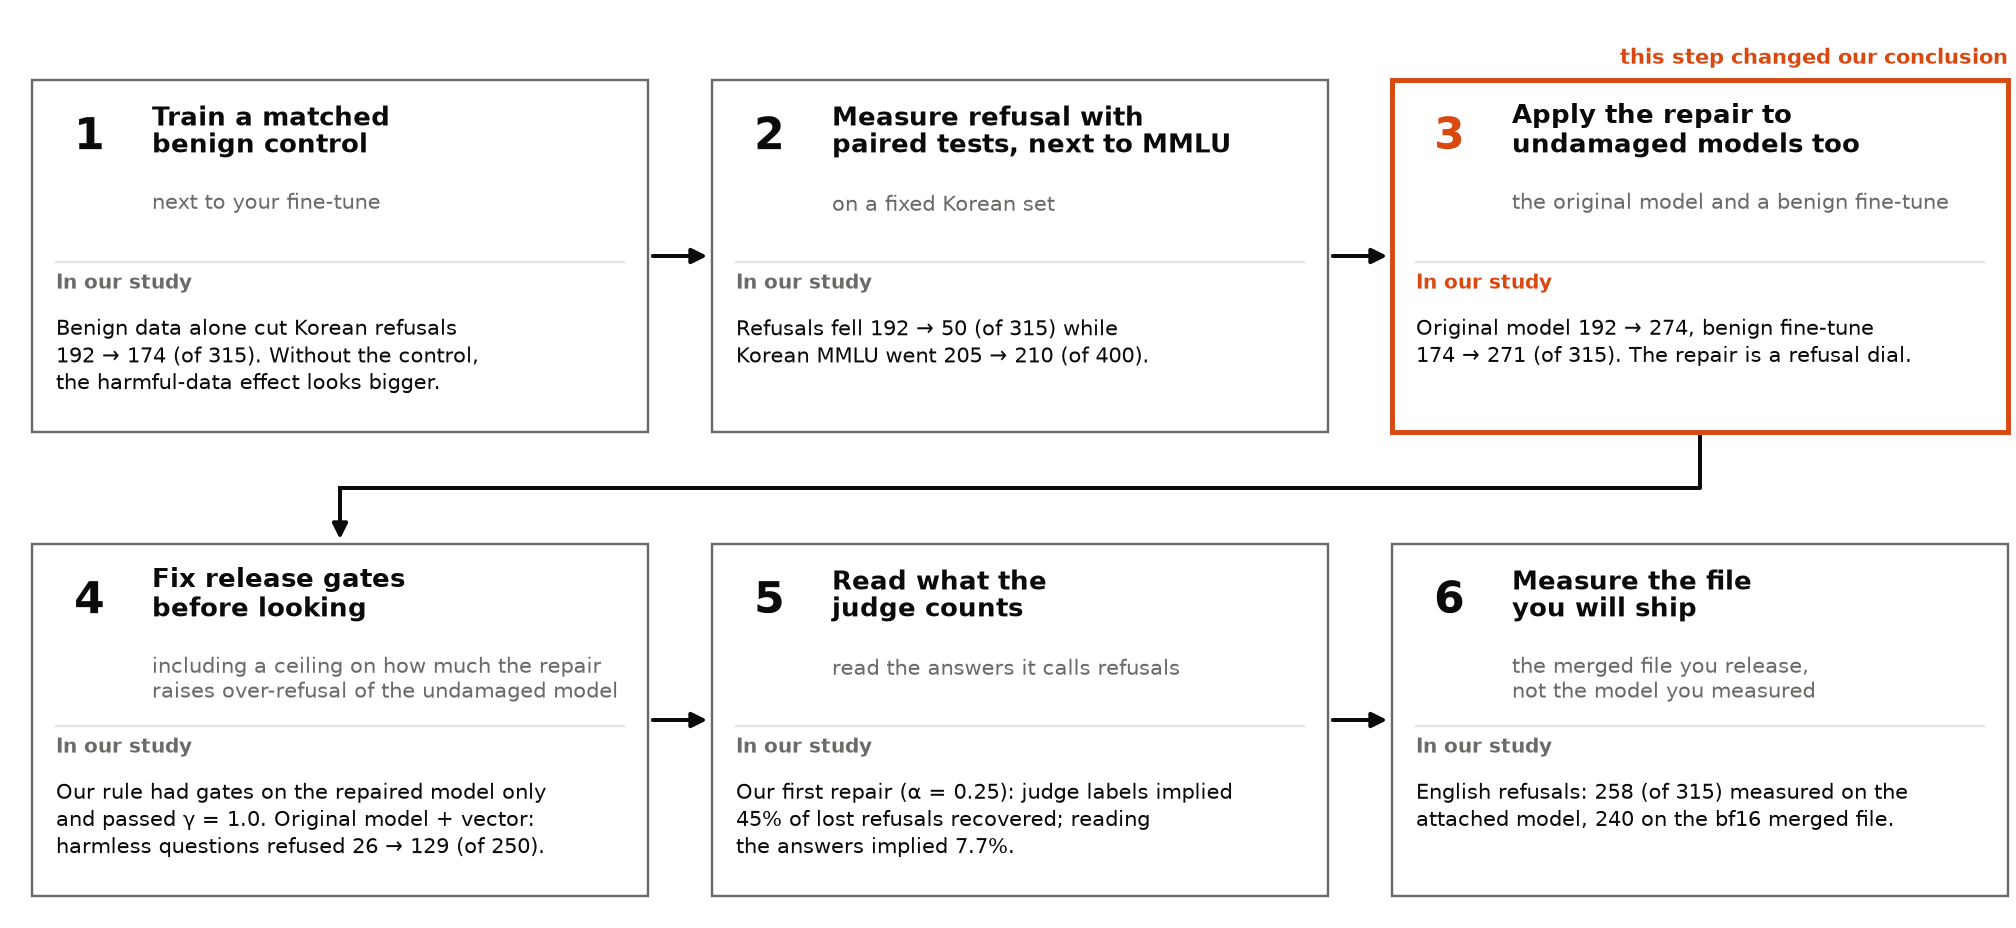 this step changed our conclusion
1
Train a matched
benign control
next to your fine-tune
In our study
Benign data alone cut Korean refusals
192 → 174 (of 315). Without the control,
the harmful-data effect looks bigger.
2
Measure refusal with
paired tests, next to MMLU
on a fixed Korean set
In our study
Refusals fell 192 → 50 (of 315) while
Korean MMLU went 205 → 210 (of 400).
3
Apply the repair to
undamaged models too
the original model and a benign fine-tune
In our study
Original model 192 → 274, benign fine-tune
174 → 271 (of 315). The repair is a refusal dial.
4
Fix release gates
before looking
including a ceiling on how much the repair
raises over-refusal of the undamaged model
In our study
Our rule had gates on the repaired model only
and passed γ = 1.0. Original model + vector:
harmless questions refused 26 → 129 (of 250).
5
Read what the
judge counts
read the answers it calls refusals
In our study
Our first repair (α = 0.25): judge labels implied
45% of lost refusals recovered; reading
the answers implied 7.7%.
6
Measure the file
you will ship
the merged file you release,
not the model you measured
In our study
English refusals: 258 (of 315) measured on the
attached model, 240 on the bf16 merged file.